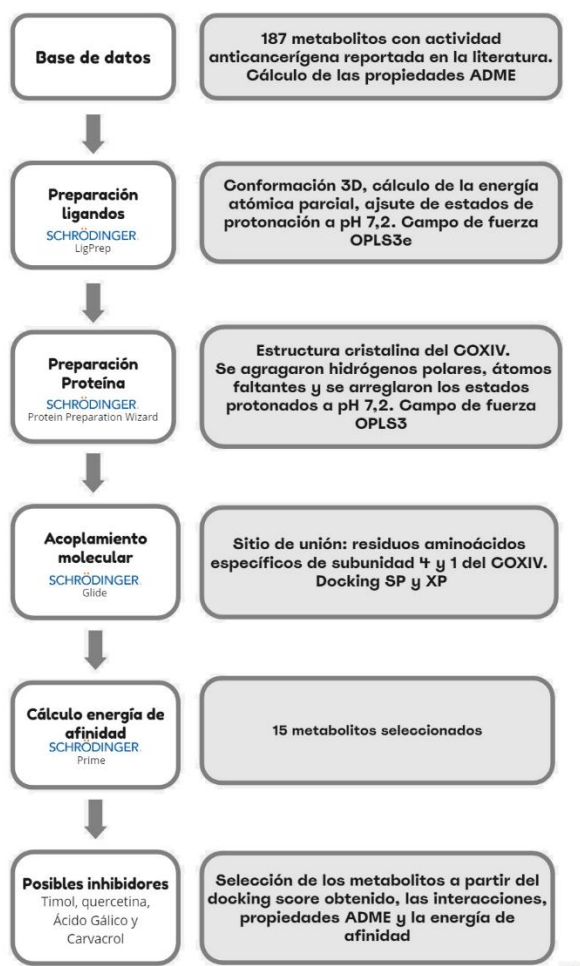 Base de datos
187 metabolitos con actividad
anticancerígena reportada en la literatura.
Cálculo de las propiedades ADME
Preparación
ligandos
SCHRÖDINGER.
LigPrep
Conformación 3D, cálculo de la energía
atómica parcial, ajsute de estados de
protonación a pH 7,2. Campo de fuerza
OPLS3e
Preparación
Proteína
SCHRÖDINGER.
Protein Preparation Wizard
Estructura cristalina del COXIV.
Se agragaron hidrógenos polares, átomos
faltantes y se arreglaron los estados
protonados a pH 7,2. Campo de fuerza
OPLS3
Acoplamiento
molecular
SCHRÖDINGER.
Glide
Sitio de unión: residuos aminoácidos
específicos de subunidad 4 y 1 del COXIV.
Docking SP y XP
Cálculo energía de
afinidad
SCHRÖDINGER.
Prime
15 metabolitos seleccionados
Posibles inhibidores
Timol, quercetina,
Ácido Gálico y
Carvacrol
Selección de los metabolitos a partir del
docking score obtenido, las interacciones,
propiedades ADME y la energía de
afinidad